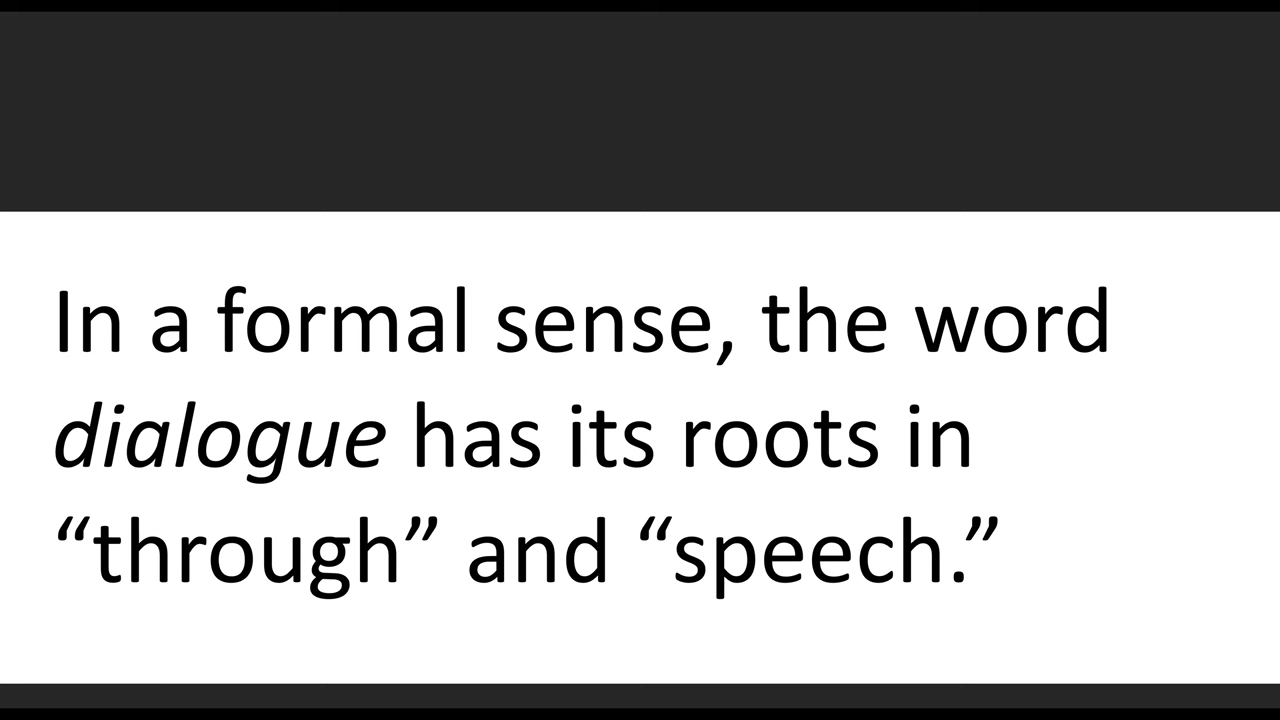 In a formal sense, the word
dialogue has its roots in
“through” and “speech.”